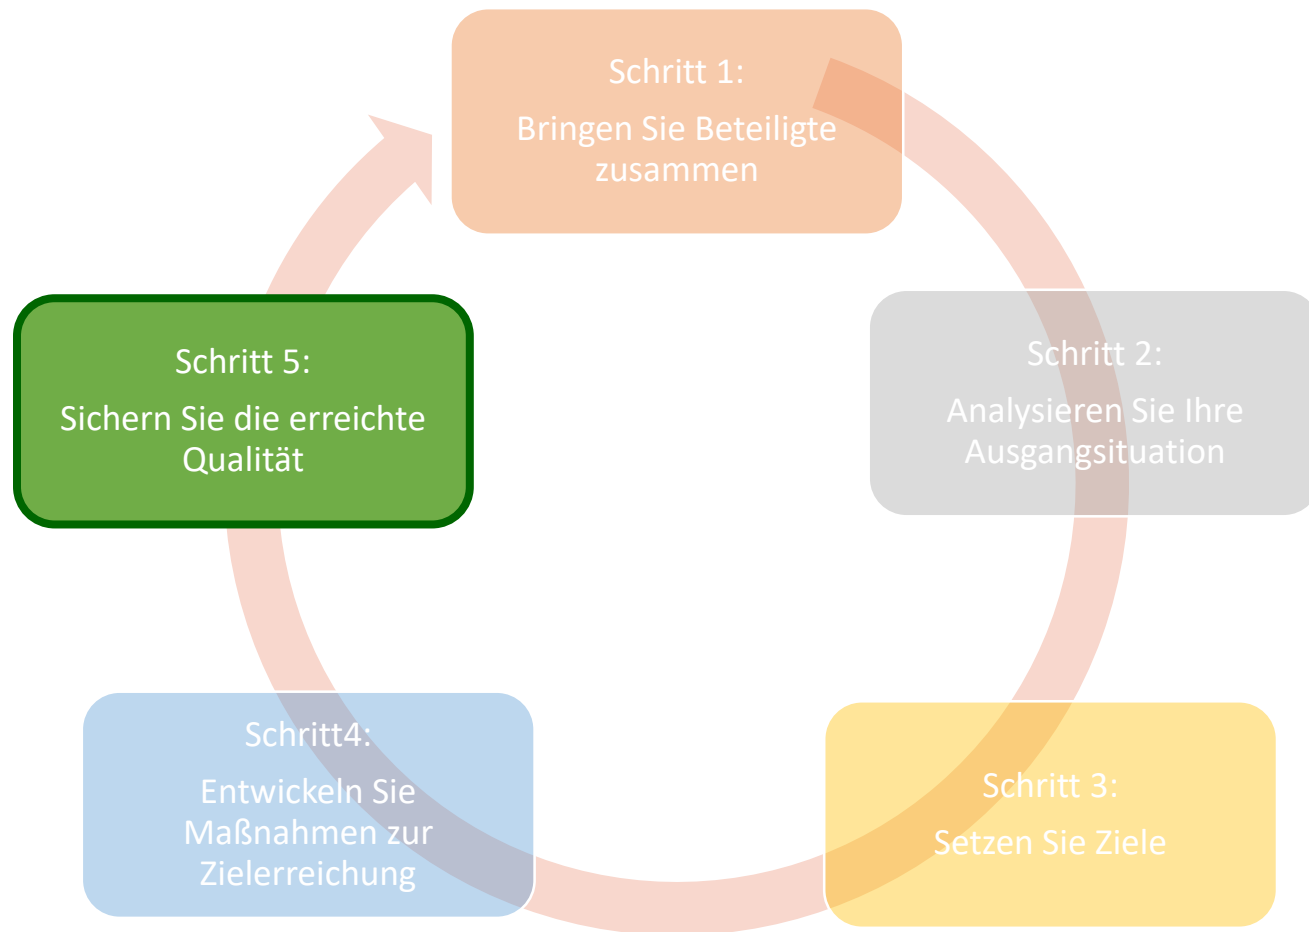 Schritt 1:
Bringen Sie Beteiligte
zusammen
Schritt 2:
Analysieren Sie Ihre
Ausgangsituation
Schritt 3:
Setzen Sie Ziele
Schritt4:
Entwickeln Sie
Maßnahmen zur
Zielerreichung
Schritt 5:
Sichern Sie die erreichte
Qualität